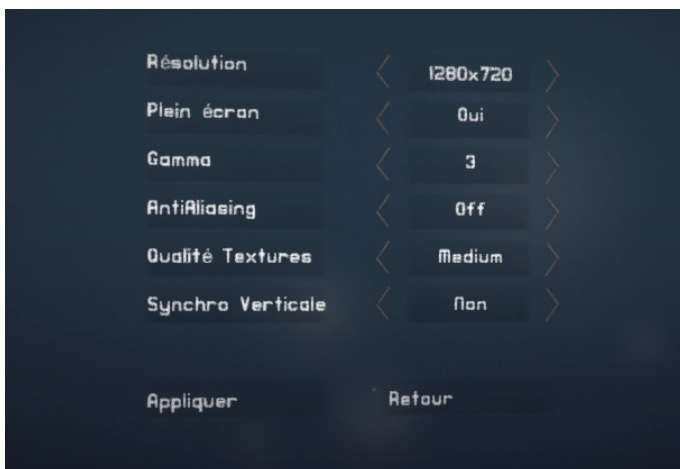 Résolution 1280x720
Plein écran Oui
Gamma 3
AntiAliasing Off
Qualité Textures Medium
Synchro Verticale Non
Appliquer Retour